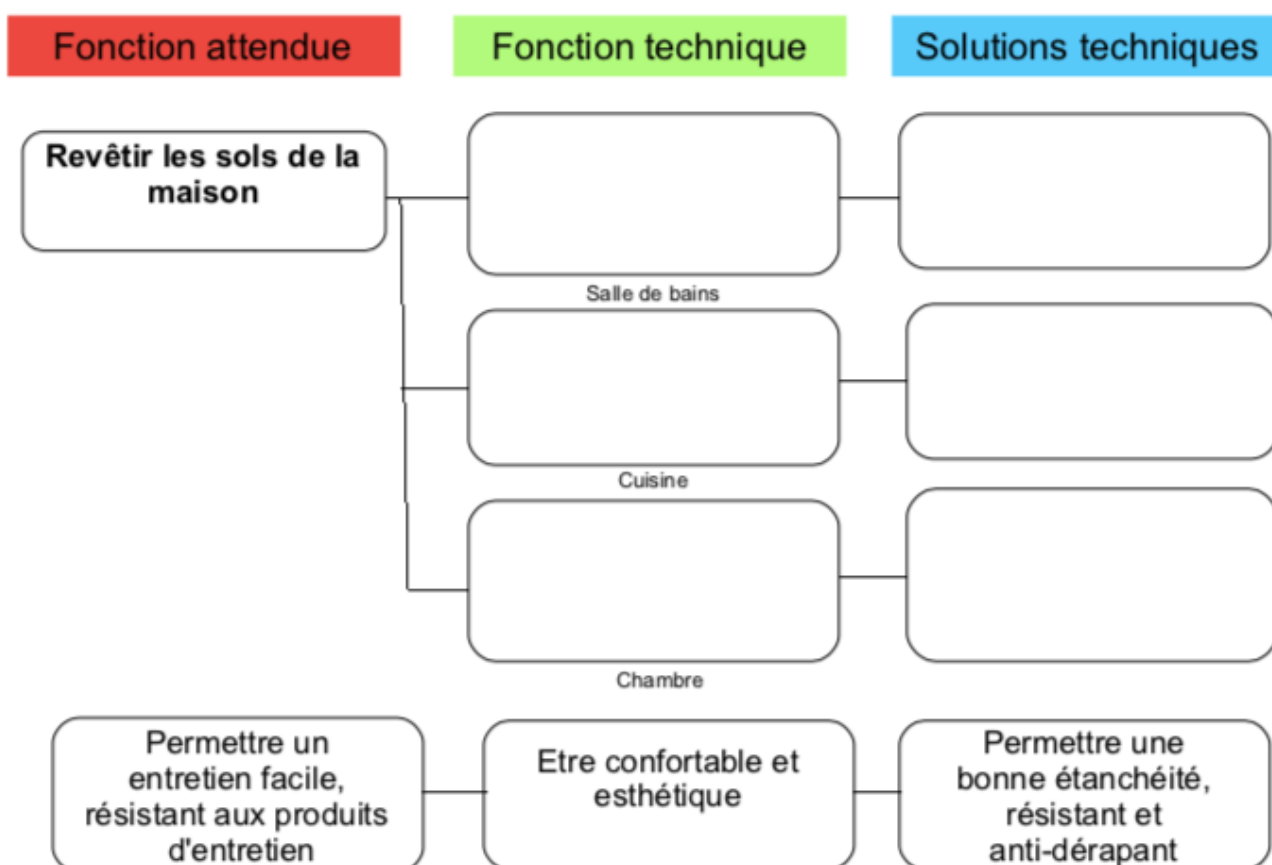 Fonction attendue
Fonction technique
Solutions techniques
Revêtir les sols de la
maison
Salle de bains
Cuisine
Chambre
Permettre un
entretien facile,
résistant aux produits
d'entretien
Etre confortable et
esthétique
Permettre une
bonne étanchéité,
résistant et
anti-dérapant